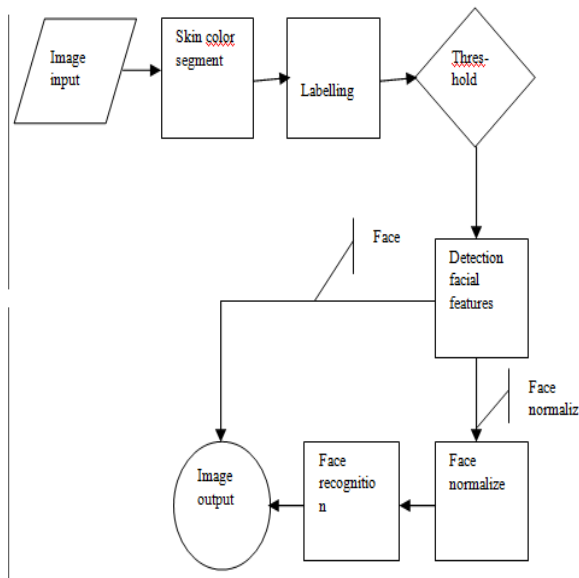 Image
input
Skin color
segment
Labelling
Thres-
hold
Face
Detection
facial
features
Face
normaliz
Image
output
Face
recognitio
n
Face
normalize